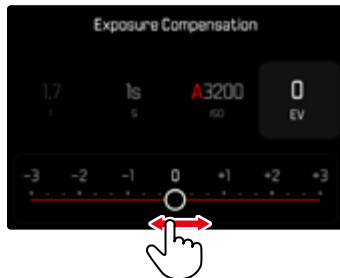 Exposure Compensation
1.7 1s A3200 0
F S ISO EV
-3 -2 -1 0 +1 +2 +3